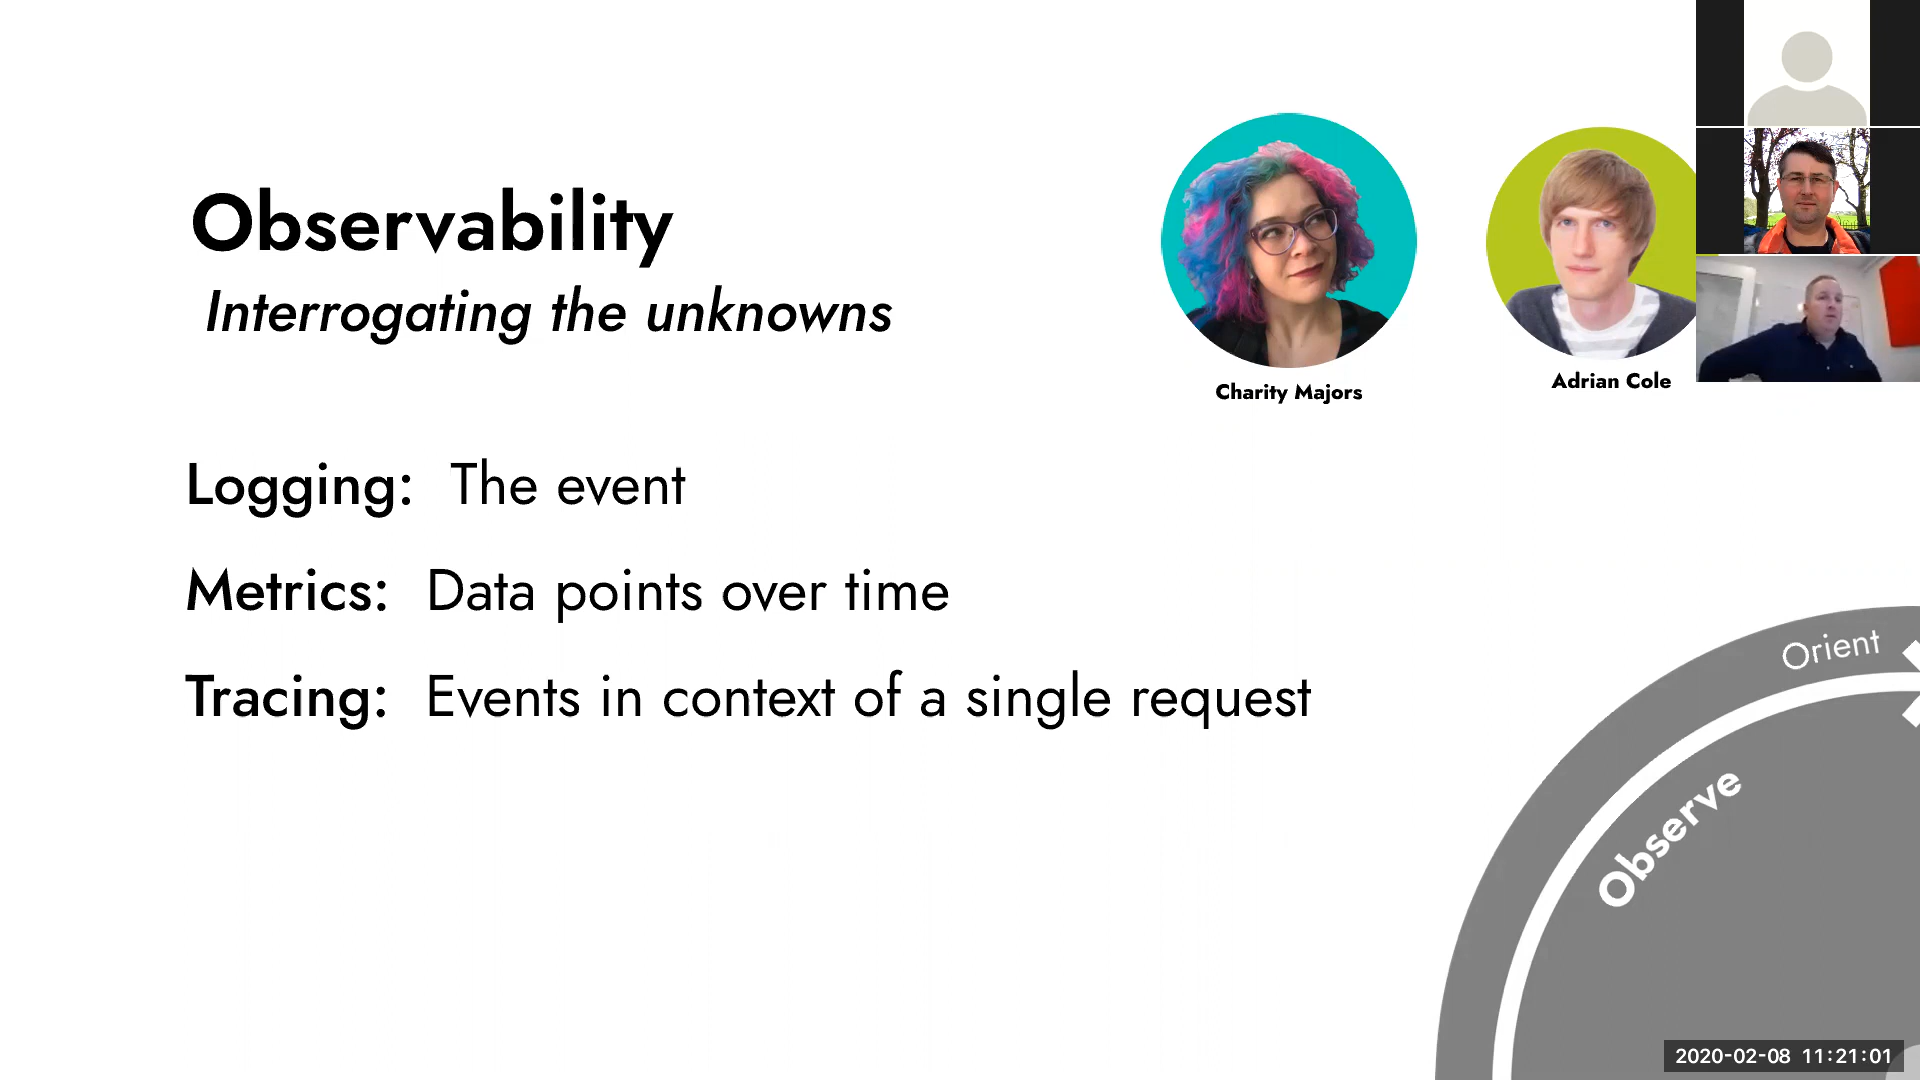 Observability
Interrogating the unknowns
Charity Majors
Adrian Cole
Logging: The event
Metrics: Data points over time
Tracing: Events in context of a single request
Orient
Observe
2020-02-08 11:21:01